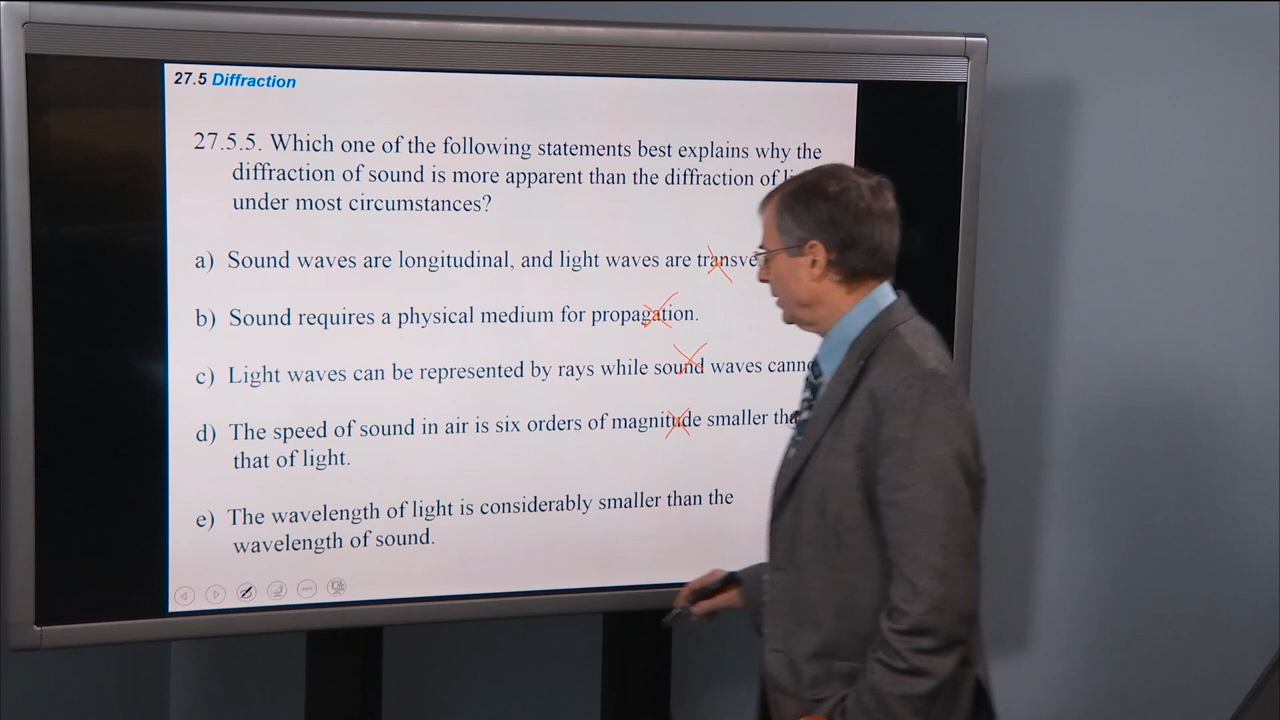 27.5 Diffraction
27.5.5. Which one of the following statements best explains why the
diffraction of sound is more apparent than the diffraction of
under most circumstances?
a) Sound waves are longitudinal, and light waves are
b) Sound requires a physical medium for propagation.
c) Light waves can be represented by rays while sound waves
d) The speed of sound in air is six orders of magnitude smaller
that of light.
e) The wavelength of light is considerably smaller than the
wavelength of sound.